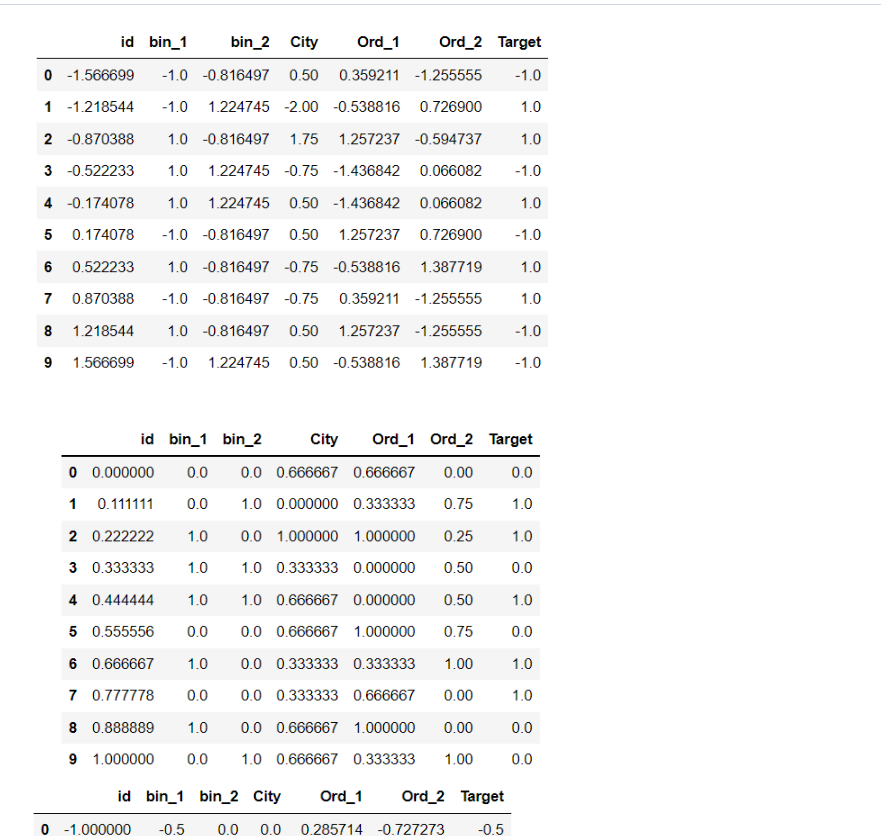 id bin_1 bin_2 City Ord_1 Ord_2 Target
0 -1.566699 -1.0 -0.816497 0.50 0.359211 -1.255555 -1.0
1 -1.218544 -1.0 1.224745 -2.00 -0.538816 0.726900 1.0
2 -0.870388 1.0 -0.816497 1.75 1.257237 -0.594737 1.0
3 -0.522233 1.0 1.224745 -0.75 -1.436842 0.066082 -1.0
4 -0.174078 1.0 1.224745 0.50 -1.436842 0.066082 1.0
5 0.174078 -1.0 -0.816497 0.50 1.257237 0.726900 -1.0
6 0.522233 1.0 -0.816497 -0.75 -0.538816 1.387719 1.0
7 0.870388 -1.0 -0.816497 -0.75 0.359211 -1.255555 1.0
8 1.218544 1.0 -0.816497 0.50 1.257237 -1.255555 -1.0
9 1.566699 -1.0 1.224745 0.50 -0.538816 1.387719 -1.0
id bin_1 bin_2 City Ord_1 Ord_2 Target
0 0.000000 0.0 0.0 0.666667 0.666667 0.00 0.0
1 0.111111 0.0 1.0 0.000000 0.333333 0.75 1.0
2 0.222222 1.0 0.0 1.000000 1.000000 0.25 1.0
3 0.333333 1.0 1.0 0.333333 0.000000 0.50 0.0
4 0.444444 1.0 1.0 0.666667 0.000000 0.50 1.0
5 0.555556 0.0 0.0 0.666667 1.000000 0.75 0.0
6 0.666667 1.0 0.0 0.333333 0.333333 1.00 1.0
7 0.777778 0.0 0.0 0.333333 0.666667 0.00 1.0
8 0.888889 1.0 0.0 0.666667 1.000000 0.00 0.0
9 1.000000 0.0 1.0 0.666667 0.333333 1.00 0.0
id bin_1 bin_2 City Ord_1 Ord_2 Target
0 -1.000000 -0.5 0.0 0.0 0.285714 -0.727273 -0.5